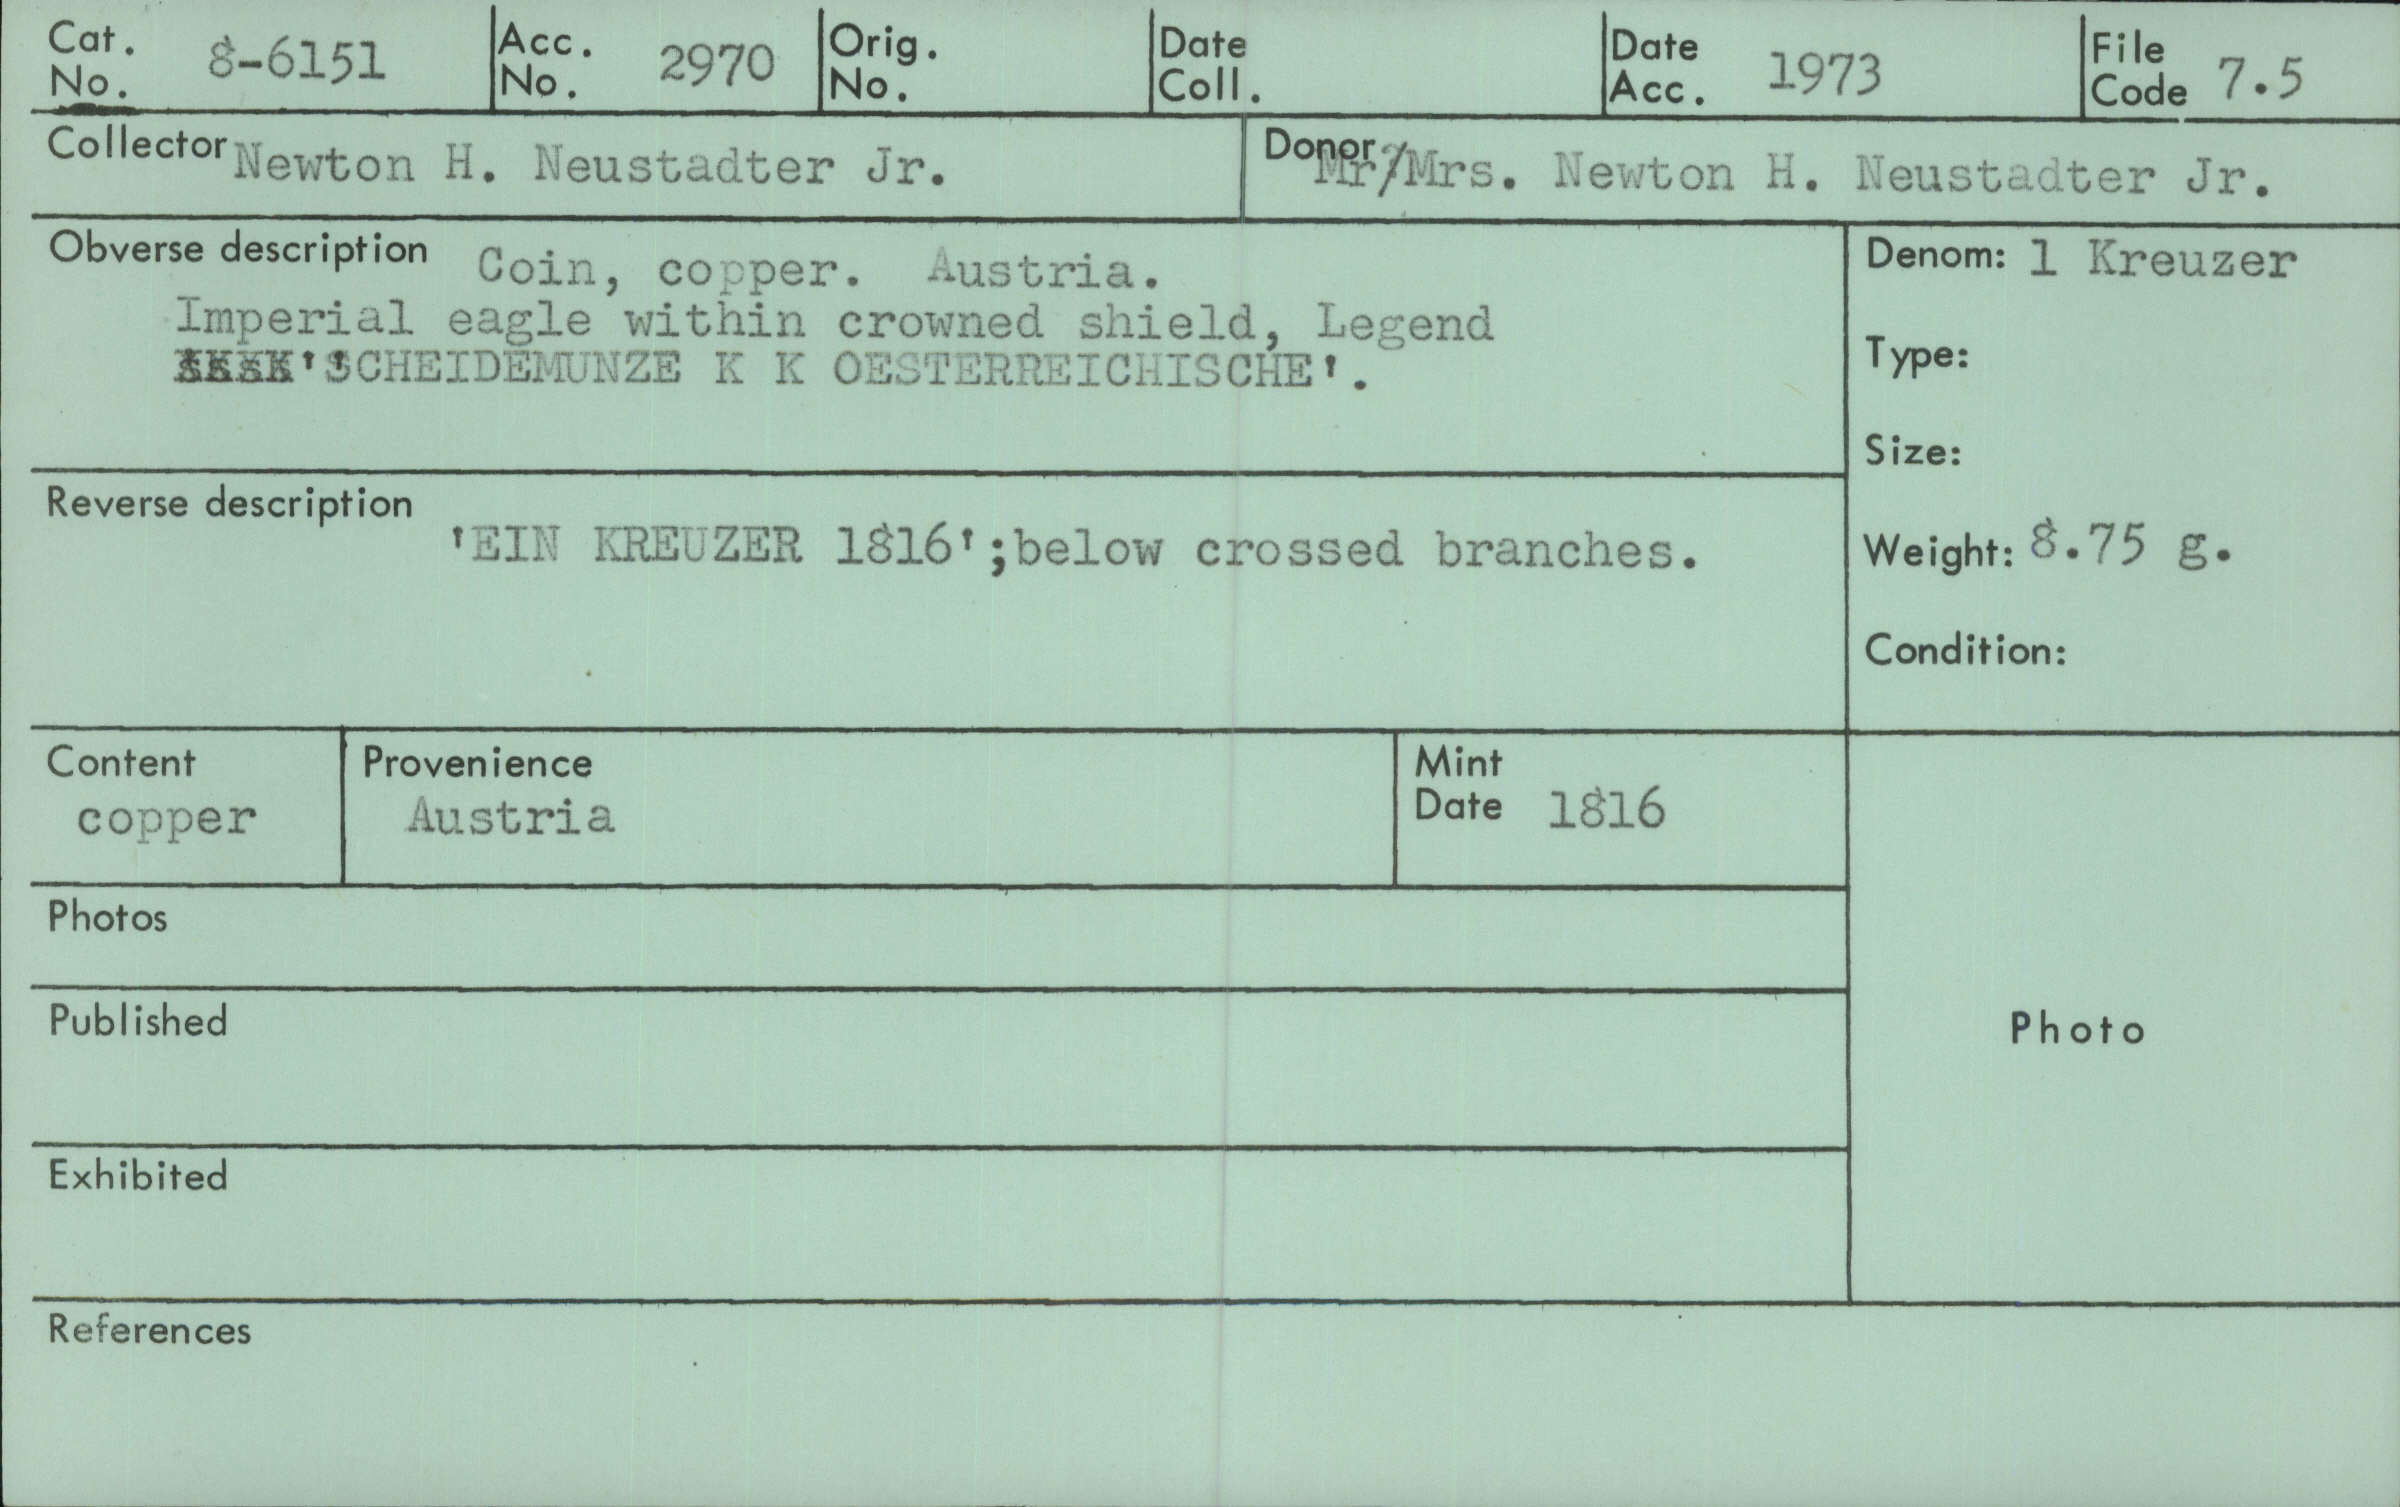 Cat. No. 8-6151 Acc. No. 2970 Orig. No. Date Coll. Date Acc. 1973 File Code 7.5
Collector Newton H. Neustadter Jr. Donor Mr/Mrs. Newton H. Neustadter Jr.
Obverse description Coin, copper. Austria.
Imperial eagle within crowned shield, Legend
'SCHEIDEMUNZE K K OESTERREICHISCHE'.
Denom: 1 Kreuzer
Type:
Size:
Weight: 8.75 g.
Condition:
Reverse description
'EIN KREUZER 1816';below crossed branches.
Content
copper
Provenience
Austria
Mint
Date 1816
Photos
Published
Photo
Exhibited
References